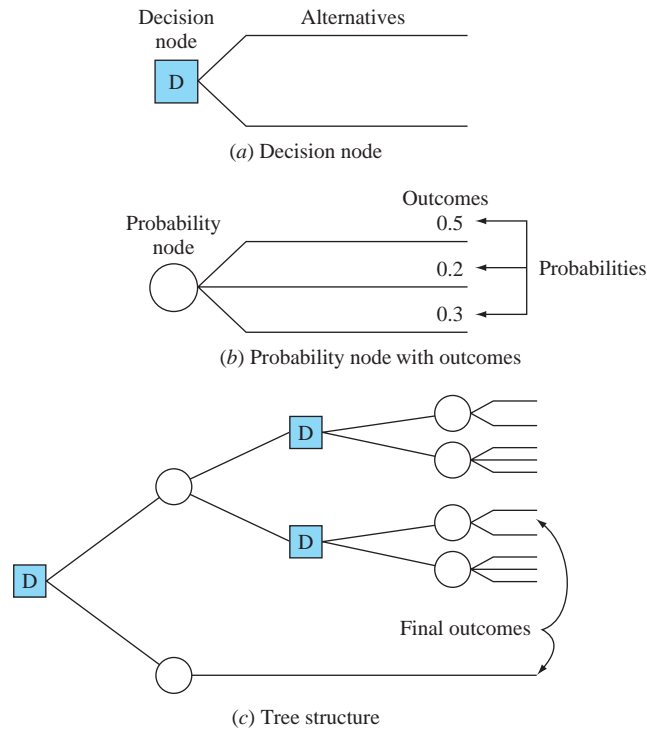 Decision
node
Alternatives
D
(a) Decision node
Outcomes
Probability
node
0.5
0.2
0.3
Probabilities
(b) Probability node with outcomes
D
D
D
Final outcomes
(c) Tree structure